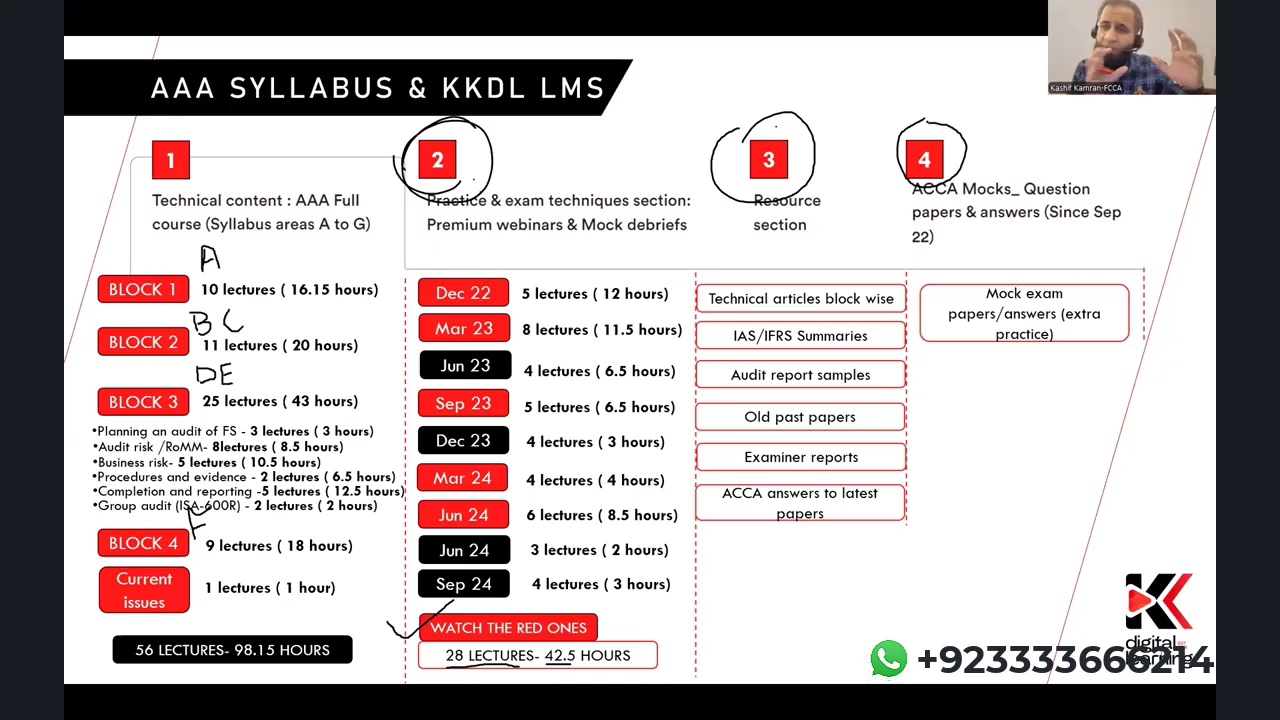 AAA SYLLABUS & KKDL LMS
Kashif Kamran-FCCA
1
Technical content : AAA Full
course (Syllabus areas A to G)
A
BLOCK 1
10 lectures ( 16.15 hours)
B C
BLOCK 2
11 lectures ( 20 hours)
DE
BLOCK 3
25 lectures ( 43 hours)
•Planning an audit of FS - 3 lectures ( 3 hours)
•Audit risk /RoMM- 8lectures ( 8.5 hours)
•Business risk- 5 lectures ( 10.5 hours)
•Procedures and evidence - 2 lectures ( 6.5 hours)
•Completion and reporting -5 lectures ( 12.5 hours)
•Group audit (ISA-600R) - 2 lectures ( 2 hours)
F
BLOCK 4
9 lectures ( 18 hours)
Current
issues
1 lectures ( 1 hour)
56 LECTURES- 98.15 HOURS
2
Practice & exam techniques section:
Premium webinars & Mock debriefs
Dec 22
5 lectures ( 12 hours)
Mar 23
8 lectures ( 11.5 hours)
Jun 23
4 lectures ( 6.5 hours)
Sep 23
5 lectures ( 6.5 hours)
Dec 23
4 lectures ( 3 hours)
Mar 24
4 lectures ( 4 hours)
Jun 24
6 lectures ( 8.5 hours)
Jun 24
3 lectures ( 2 hours)
Sep 24
4 lectures ( 3 hours)
WATCH THE RED ONES
28 LECTURES- 42.5 HOURS
3
Resource
section
Technical articles block wise
IAS/IFRS Summaries
Audit report samples
Old past papers
Examiner reports
ACCA answers to latest
papers
4
ACCA Mocks_ Question
papers & answers (Since Sep
22)
Mock exam
papers/answers (extra
practice)
digital
learning
+923333666214